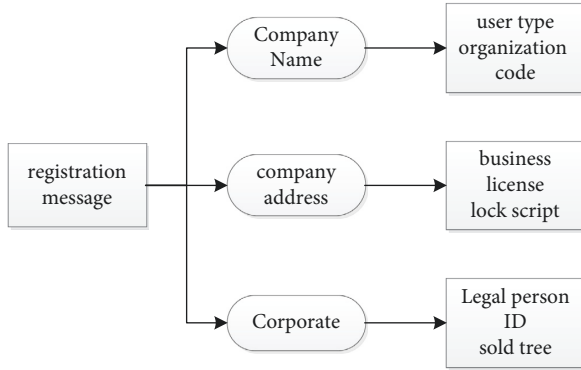 registration
message
Company
Name
user type
organization
code
company
address
business
license
lock script
Corporate
Legal person
ID
sold tree